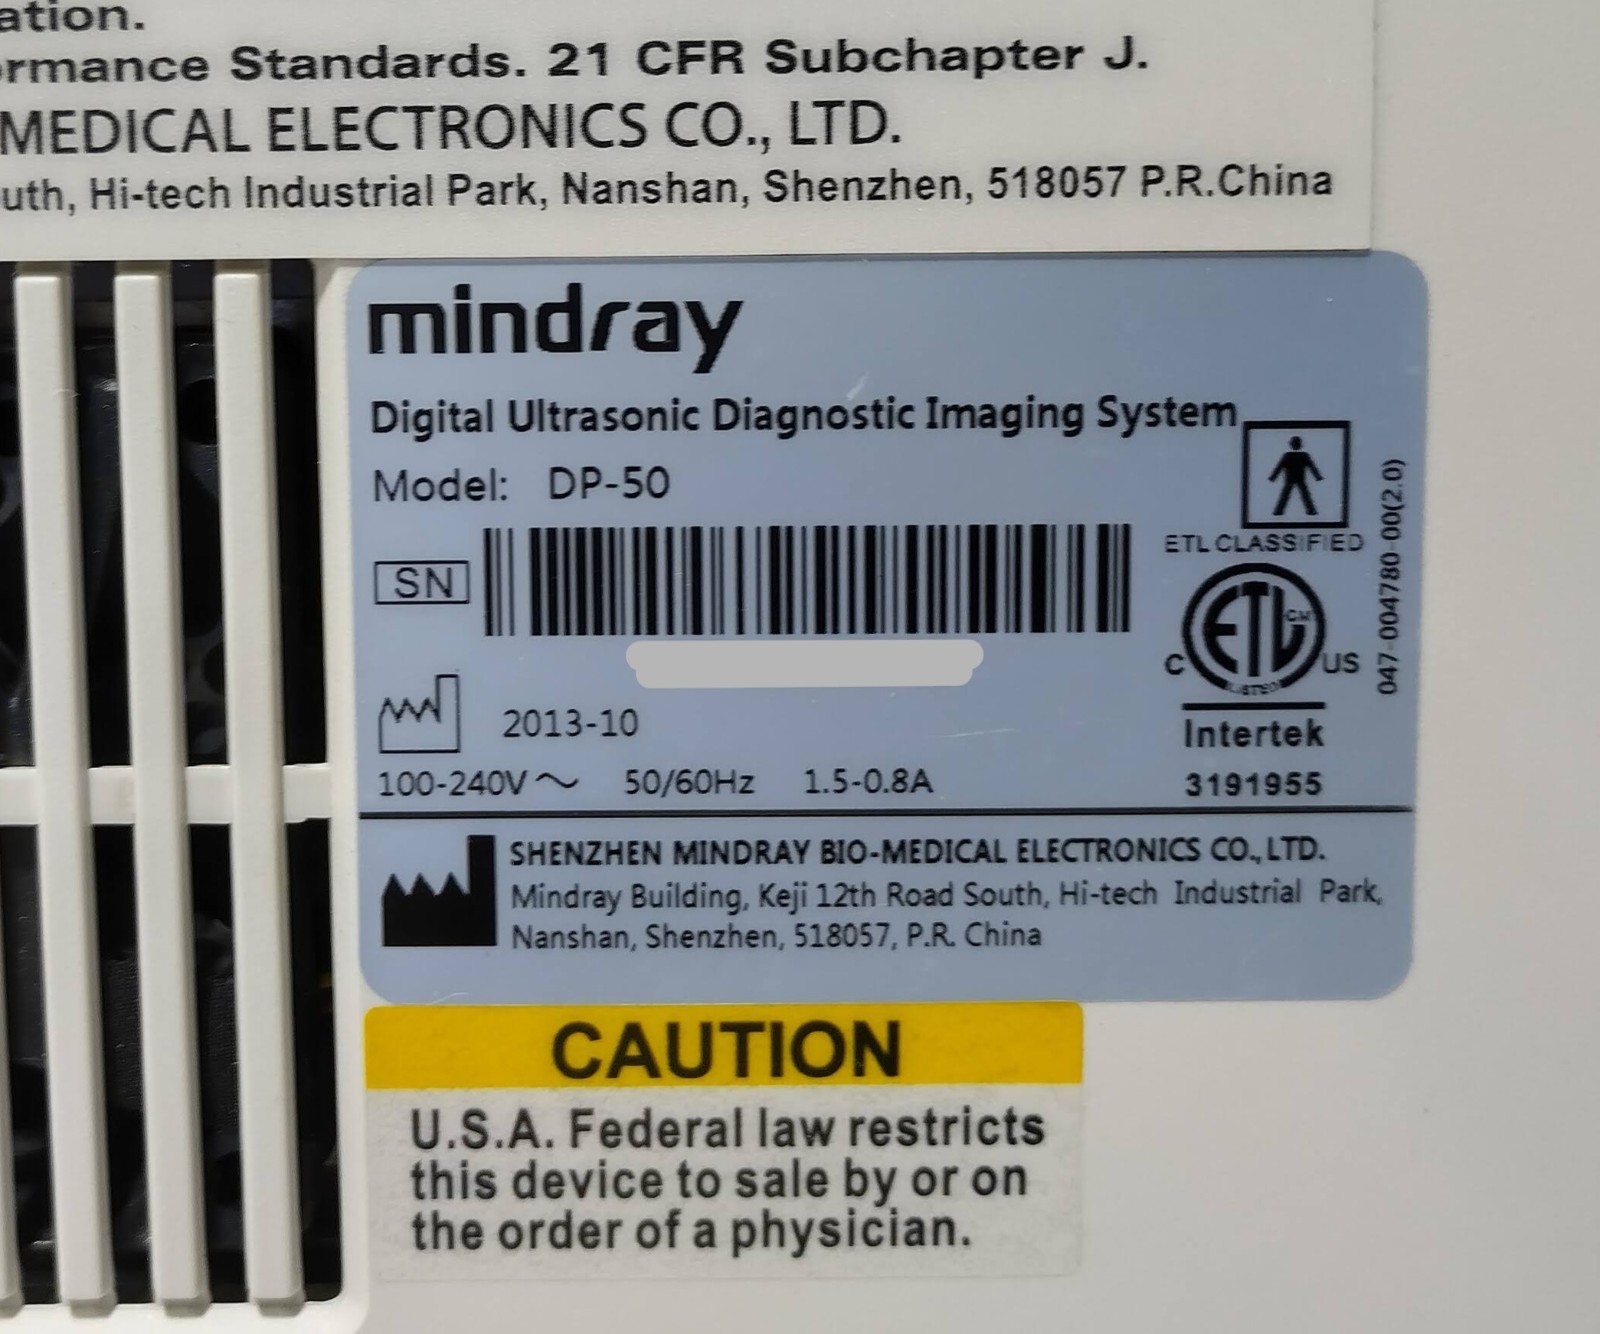 ation.
rmance Standards. 21 CFR Subchapter J.
MEDICAL ELECTRONICS CO., LTD.
uth, Hi-tech Industrial Park, Nanshan, Shenzhen, 518057 P.R.China
mindray
Digital Ultrasonic Diagnostic Imaging System
Model: DP-50
SN
2013-10
100-240V～ 50/60Hz 1.5-0.8A
ETL CLASSIFIED
ETL CM
LISTED
C US
Intertek
3191955
047-004780-00(2.0)
SHENZHEN MINDRAY BIO-MEDICAL ELECTRONICS CO.,LTD.
Mindray Building, Keji 12th Road South, Hi-tech Industrial Park,
Nanshan, Shenzhen, 518057, P.R. China
CAUTION
U.S.A. Federal law restricts
this device to sale by or on
the order of a physician.